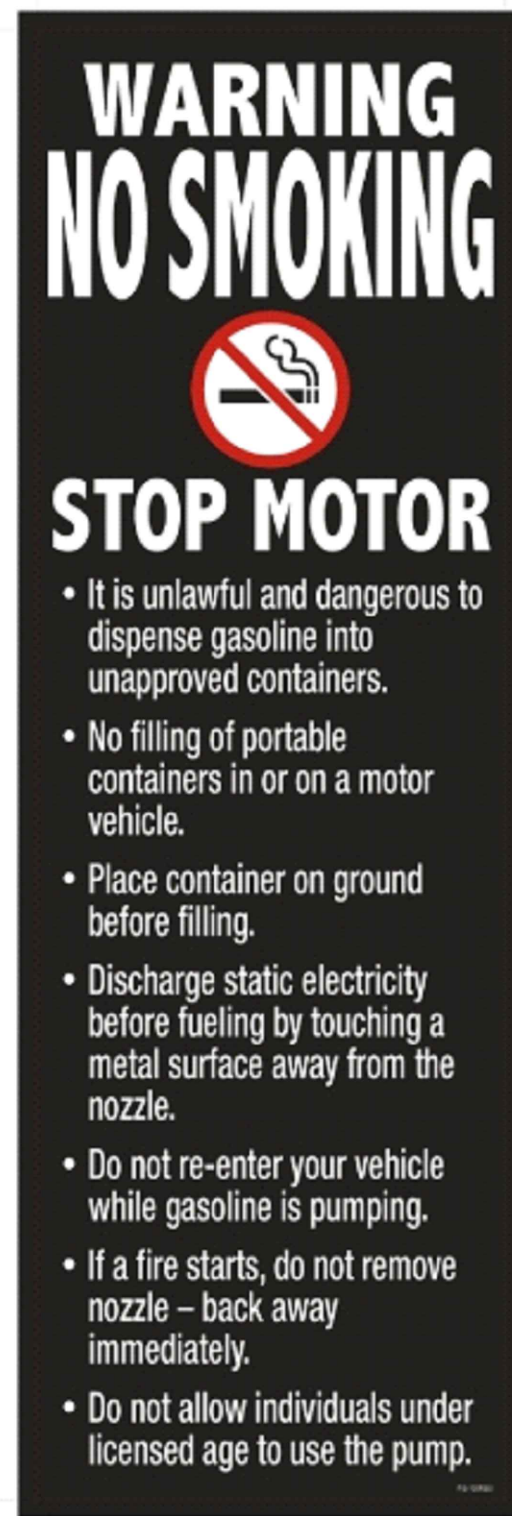 WARNING
NO SMOKING
STOP MOTOR
• It is unlawful and dangerous to
dispense gasoline into
unapproved containers.
• No filling of portable
containers in or on a motor
vehicle.
• Place container on ground
before filling.
• Discharge static electricity
before fueling by touching a
metal surface away from the
nozzle.
• Do not re-enter your vehicle
while gasoline is pumping.
• If a fire starts, do not remove
nozzle – back away
immediately.
• Do not allow individuals under
licensed age to use the pump.